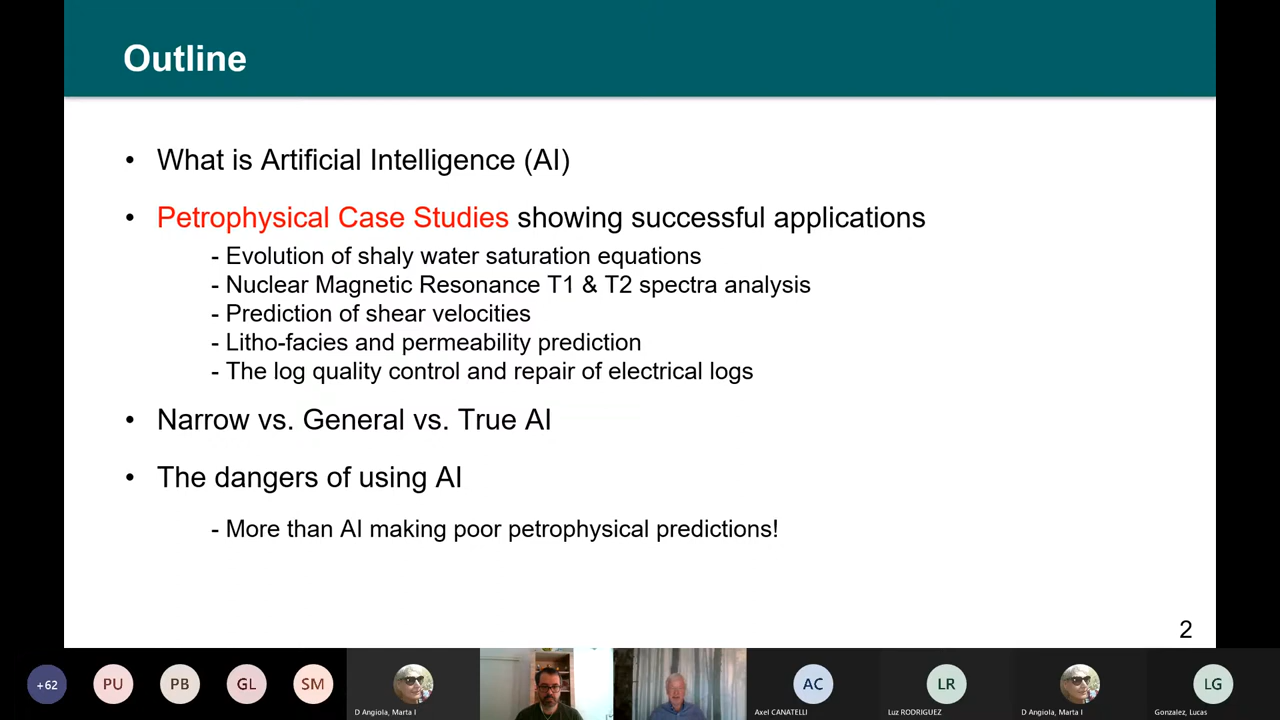 Outline
• What is Artificial Intelligence (AI)
• Petrophysical Case Studies showing successful applications
- Evolution of shaly water saturation equations
- Nuclear Magnetic Resonance T1 & T2 spectra analysis
- Prediction of shear velocities
- Litho-facies and permeability prediction
- The log quality control and repair of electrical logs
• Narrow vs. General vs. True AI
• The dangers of using AI
- More than AI making poor petrophysical predictions!
2
+62
PU
PB
GL
SM
D Angiola, Marta I
AC
Axel CANATELLI
LR
Luz RODRIGUEZ
D Angiola, Marta I
LG
Gonzalez, Lucas